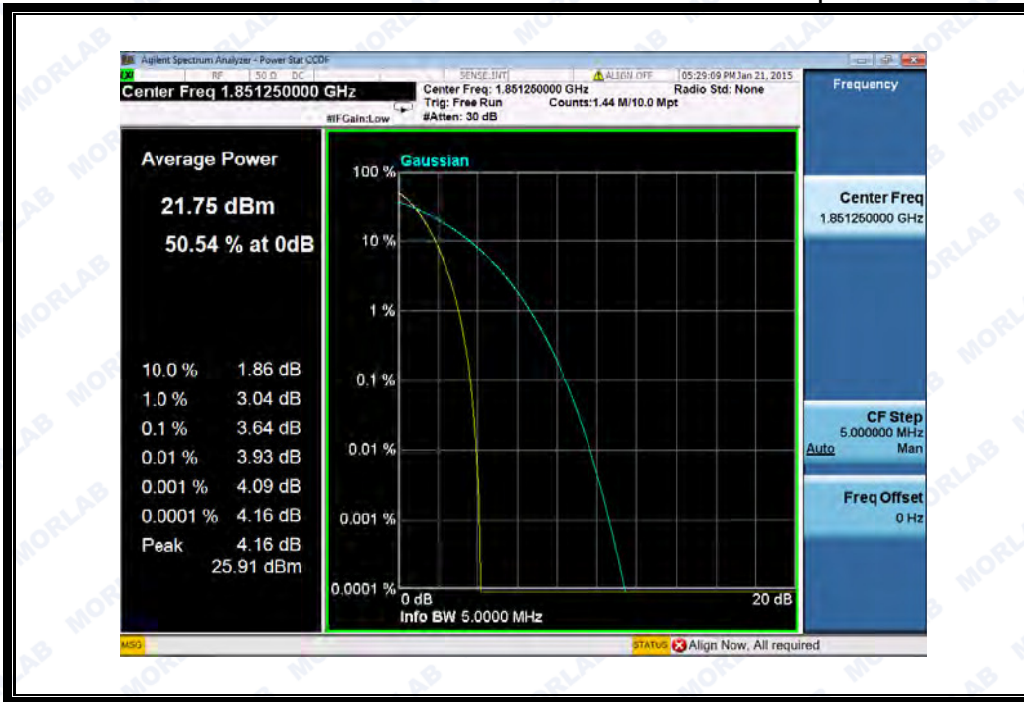 Agilent Spectrum Analyzer - Power Stat CCDF
RF 50 Ω DC SENSE:INT ALIGN OFF 05:29:09 PM Jan 21, 2015
Center Freq 1.851250000 GHz
Center Freq: 1.851250000 GHz Radio Std: None
Trig: Free Run Counts:1.44 M/10.0 Mpt
#IFGain:Low #Atten: 30 dB
Average Power
21.75 dBm
50.54 % at 0dB
10.0 % 1.86 dB
1.0 % 3.04 dB
0.1 % 3.64 dB
0.01 % 3.93 dB
0.001 % 4.09 dB
0.0001 % 4.16 dB
Peak 4.16 dB
25.91 dBm
Gaussian
100 %
10 %
1 %
0.1 %
0.01 %
0.001 %
0.0001 %
0 dB 20 dB
Info BW 5.0000 MHz
Frequency
Center Freq
1.851250000 GHz
CF Step
5.000000 MHz
Auto Man
Freq Offset
0 Hz
MSG STATUS Align Now, All required
MORLAB